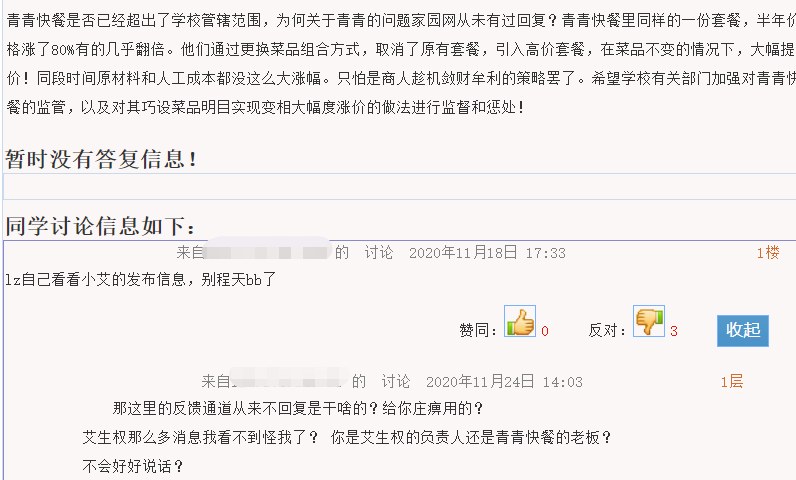 青青快餐是否已经超出了学校管辖范围，为何关于青青的问题家园网从未有过回复？青青快餐里同样的一份套餐，半年价
格涨了80%有的几乎翻倍。他们通过更换菜品组合方式，取消了原有套餐，引入高价套餐，在菜品不变的情况下，大幅提
价！同段时间原材料和人工成本都没这么大涨幅。只怕是商人趁机敛财牟利的策略罢了。希望学校有关部门加强对青青快
餐的监管，以及对其巧设菜品明目实现变相大幅度涨价的做法进行监督和惩处！
暂时没有答复信息！
同学讨论信息如下：
来自 的 讨论 2020年11月18日 17:33 1楼
lz自己看看小艾的发布信息，别程天bb了
赞同： 0 反对： 3 收起
来自 的 讨论 2020年11月24日 14:03 1层
那这里的反馈通道从来不回复是干啥的？给你庄痹用的？
艾生权那么多消息我看不到怪我了？ 你是艾生权的负责人还是青青快餐的老板？
不会好好说话？